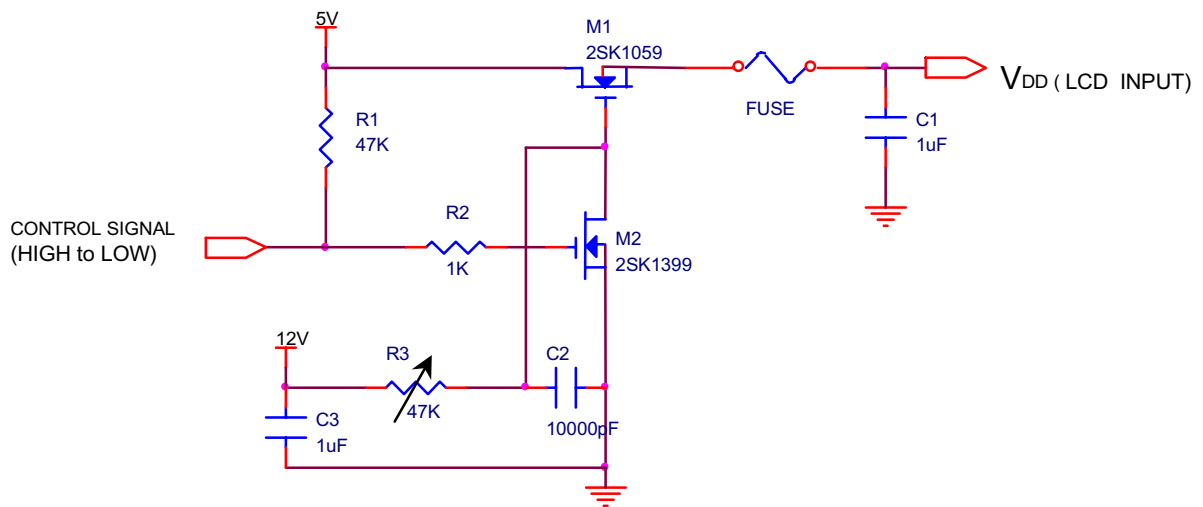 5V
M1
2SK1059
VDD ( LCD INPUT)
FUSE
R1
47K
C1
1uF
CONTROL SIGNAL
(HIGH to LOW)
R2
1K
M2
2SK1399
12V
R3
47K
C2
10000pF
C3
1uF